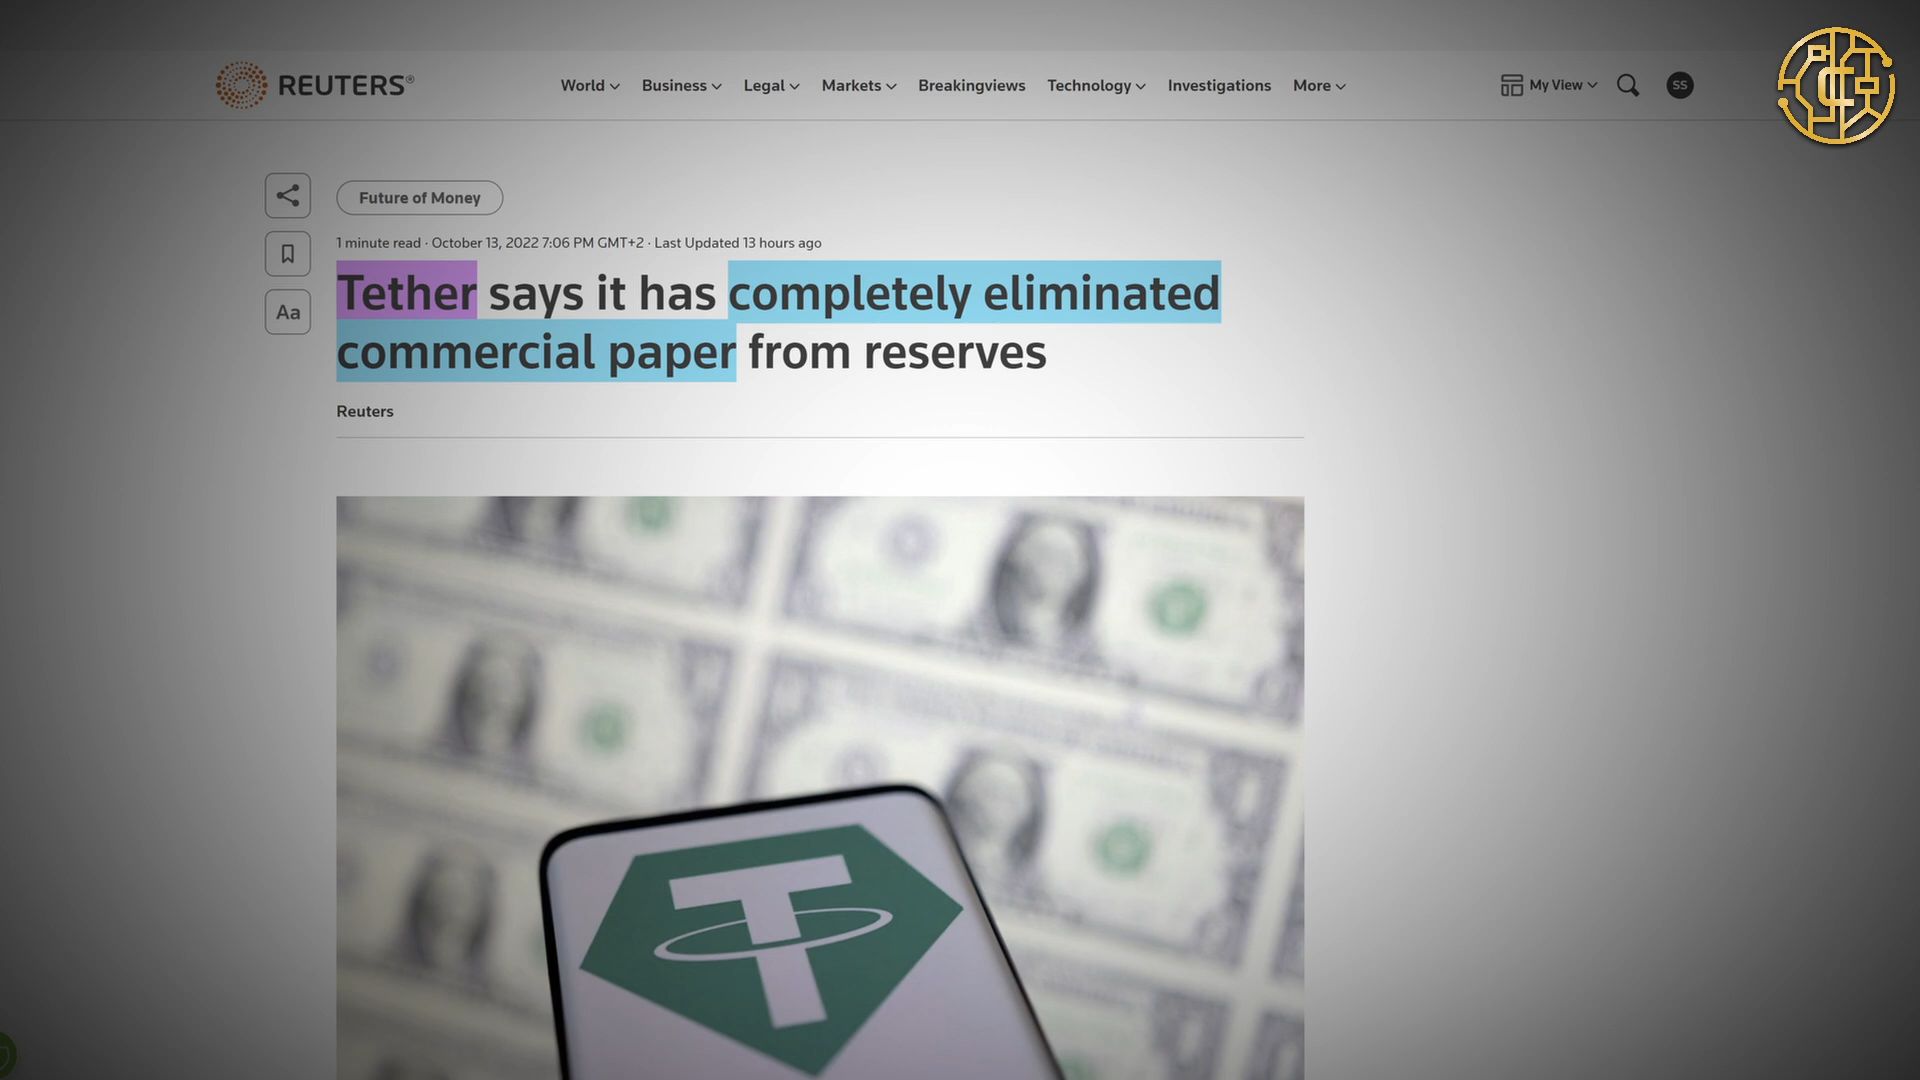 REUTERS®
World Business Legal Markets Breakingviews Technology Investigations More
My View
SS
Future of Money
1 minute read · October 13, 2022 7:06 PM GMT+2 · Last Updated 13 hours ago
Aa
Tether says it has completely eliminated
commercial paper from reserves
Reuters